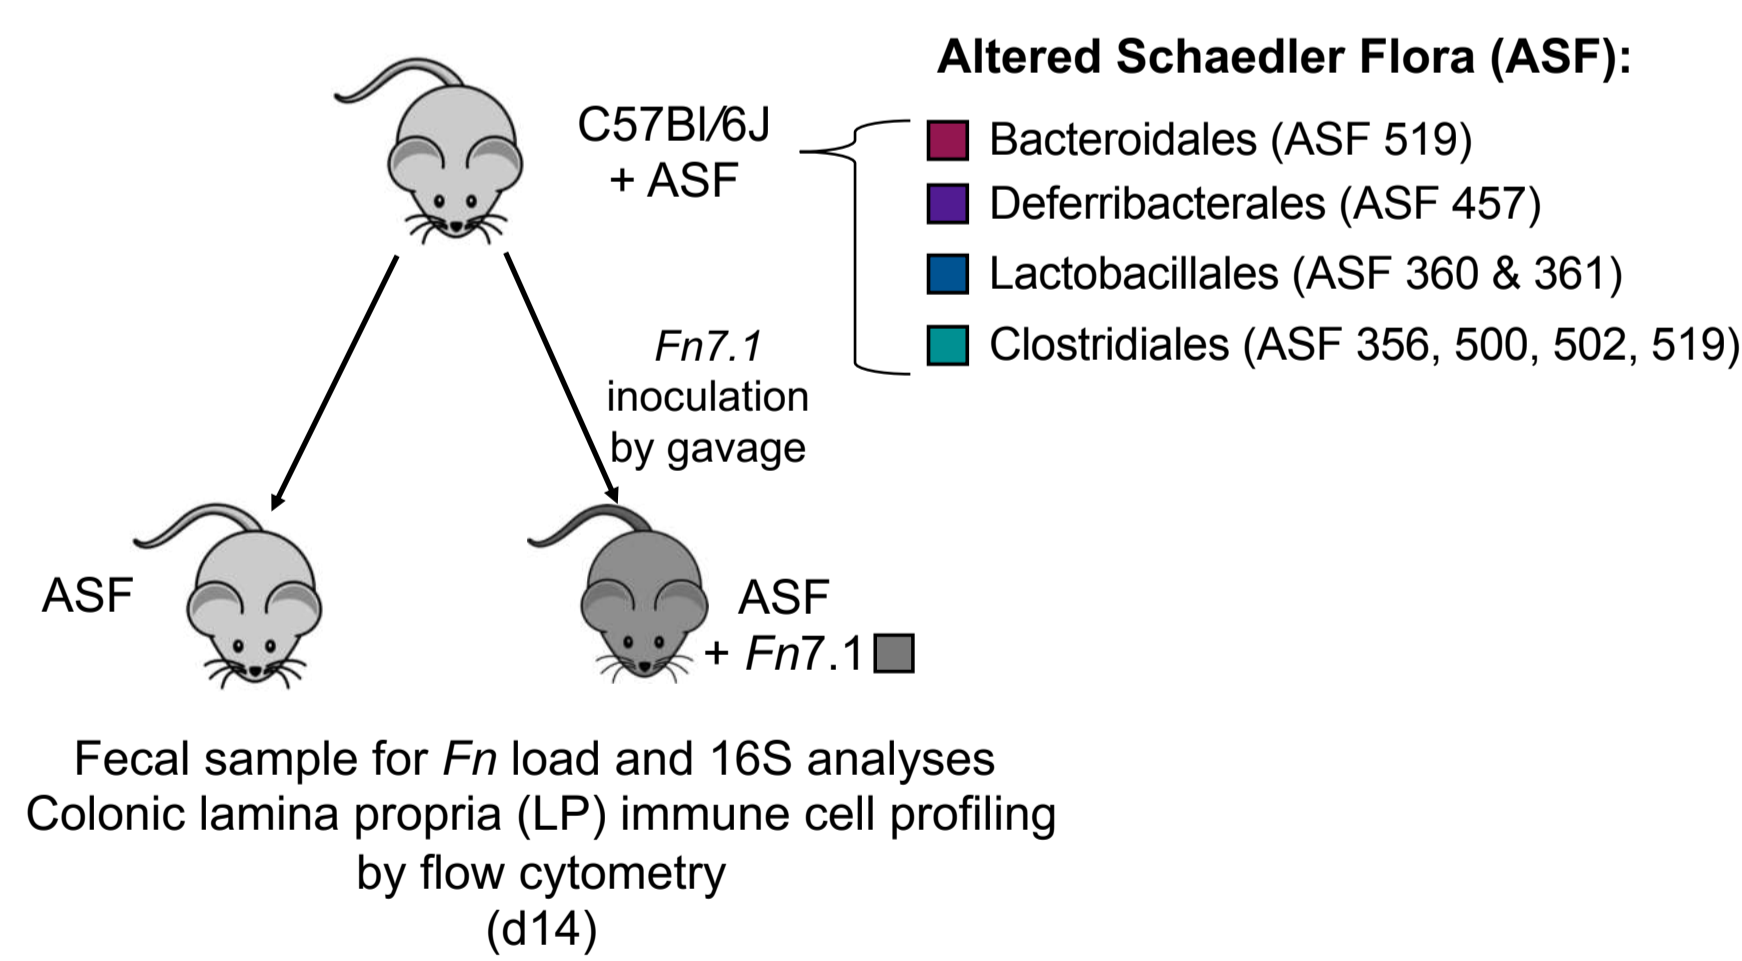 Altered Schaedler Flora (ASF):
C57Bl/6J
+ ASF
Bacteroidales (ASF 519)
Deferribacterales (ASF 457)
Lactobacillales (ASF 360 & 361)
Clostridiales (ASF 356, 500, 502, 519)
Fn7.1
inoculation
by gavage
ASF
ASF
+ Fn7.1
Fecal sample for Fn load and 16S analyses
Colonic lamina propria (LP) immune cell profiling
by flow cytometry
(d14)